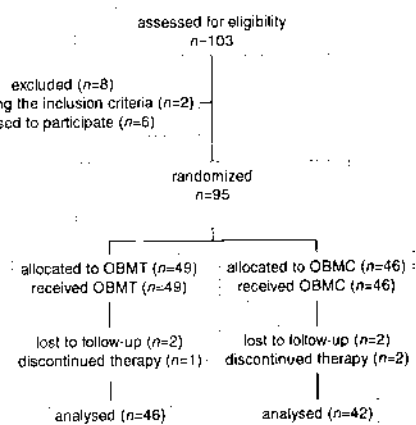 assessed for eligibility
n=103
excluded (n=8)
the inclusion criteria (n=2)
to participate (n=6)
randomized
n=95
allocated to OBMT (n=49)
received OBMT (n=49)
allocated to OBMC (n=46)
received OBMC (n=46)
lost to follow-up (n=2)
discontinued therapy (n=1)
lost to follow-up (n=2)
discontinued therapy (n=2)
analysed (n=46)
analysed (n=42)